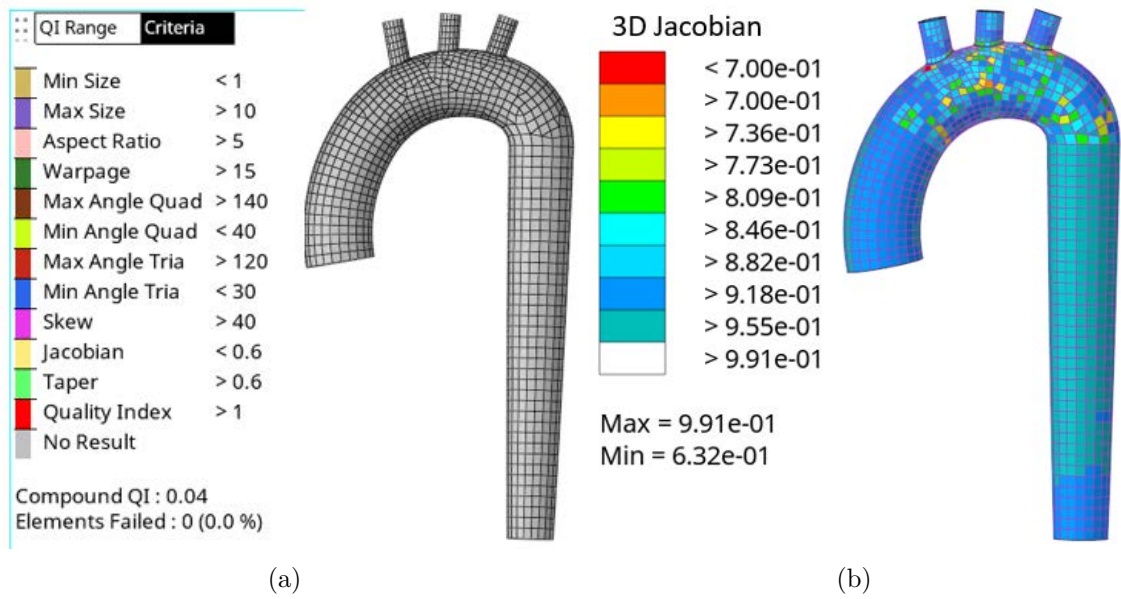 QI Range Criteria
Min Size < 1
Max Size > 10
Aspect Ratio > 5
Warpage > 15
Max Angle Quad > 140
Min Angle Quad < 40
Max Angle Tria > 120
Min Angle Tria < 30
Skew > 40
Jacobian < 0.6
Taper > 0.6
Quality Index > 1
No Result
Compound QI : 0.04
Elements Failed : 0 (0.0 %)
(a)
3D Jacobian
< 7.00e-01
> 7.00e-01
> 7.36e-01
> 7.73e-01
> 8.09e-01
> 8.46e-01
> 8.82e-01
> 9.18e-01
> 9.55e-01
> 9.91e-01
Max = 9.91e-01
Min = 6.32e-01
(b)